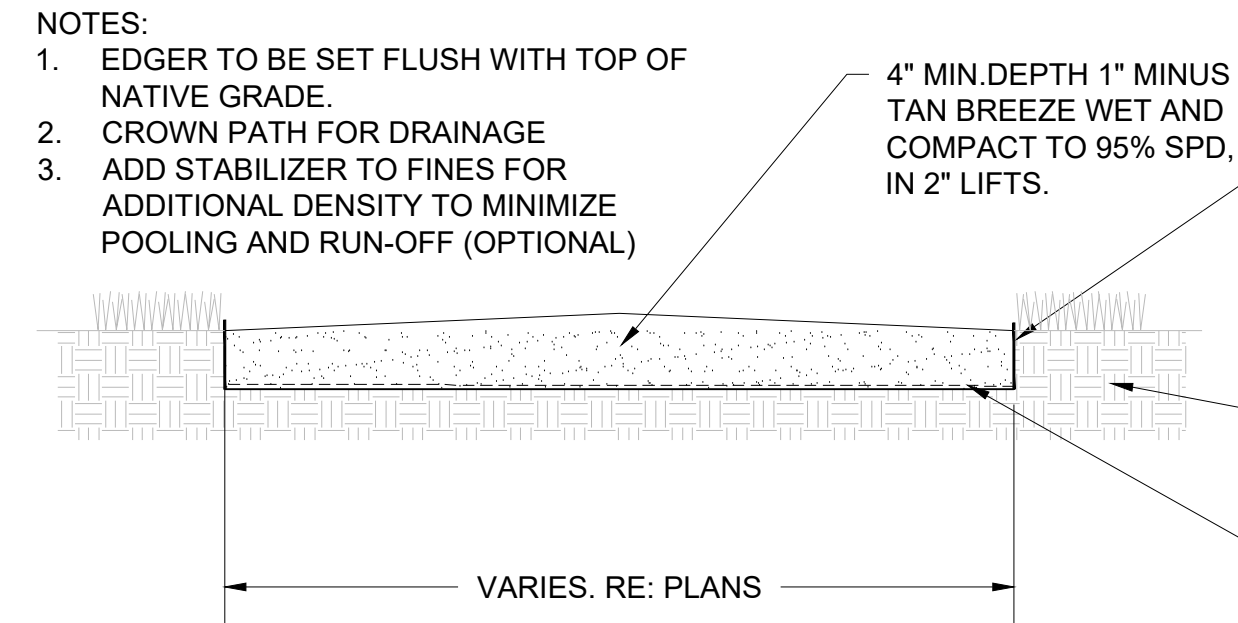 NOTES:
1. EDGER TO BE SET FLUSH WITH TOP OF
NATIVE GRADE.
2. CROWN PATH FOR DRAINAGE
3. ADD STABILIZER TO FINES FOR
ADDITIONAL DENSITY TO MINIMIZE
POOLING AND RUN-OFF (OPTIONAL)
4" MIN.DEPTH 1" MINUS
TAN BREEZE WET AND
COMPACT TO 95% SPD,
IN 2" LIFTS.
VARIES. RE: PLANS